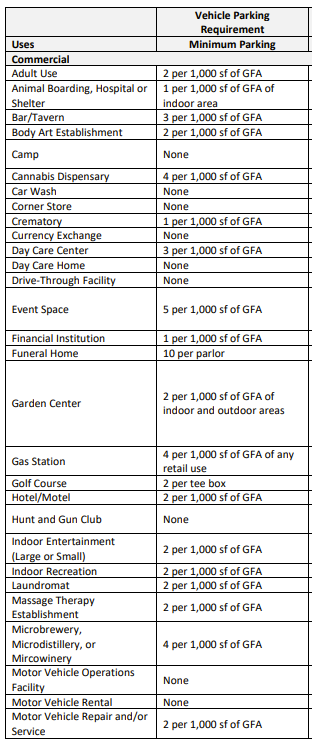 Vehicle Parking
Requirement
Uses Minimum Parking
Commercial
Adult Use 2 per 1,000 sf of GFA
Animal Boarding, Hospital or
Shelter
1 per 1,000 sf of GFA of
indoor area
Bar/Tavern 3 per 1,000 sf of GFA
Body Art Establishment 2 per 1,000 sf of GFA
Camp None
Cannabis Dispensary 4 per 1,000 sf of GFA
Car Wash None
Corner Store None
Crematory 1 per 1,000 sf of GFA
Currency Exchange None
Day Care Center 3 per 1,000 sf of GFA
Day Care Home None
Drive-Through Facility None
Event Space 5 per 1,000 sf of GFA
Financial Institution 1 per 1,000 sf of GFA
Funeral Home 10 per parlor
Garden Center
2 per 1,000 sf of GFA of
indoor and outdoor areas
Gas Station
4 per 1,000 sf of GFA of any
retail use
Golf Course 2 per tee box
Hotel/Motel 2 per 1,000 sf of GFA
Hunt and Gun Club None
Indoor Entertainment
(Large or Small)
2 per 1,000 sf of GFA
Indoor Recreation 2 per 1,000 sf of GFA
Laundromat 2 per 1,000 sf of GFA
Massage Therapy
Establishment
2 per 1,000 sf of GFA
Microbrewery,
Microdistillery, or
Mircowinery
4 per 1,000 sf of GFA
Motor Vehicle Operations
Facility
None
Motor Vehicle Rental None
Motor Vehicle Repair and/or
Service
2 per 1,000 sf of GFA